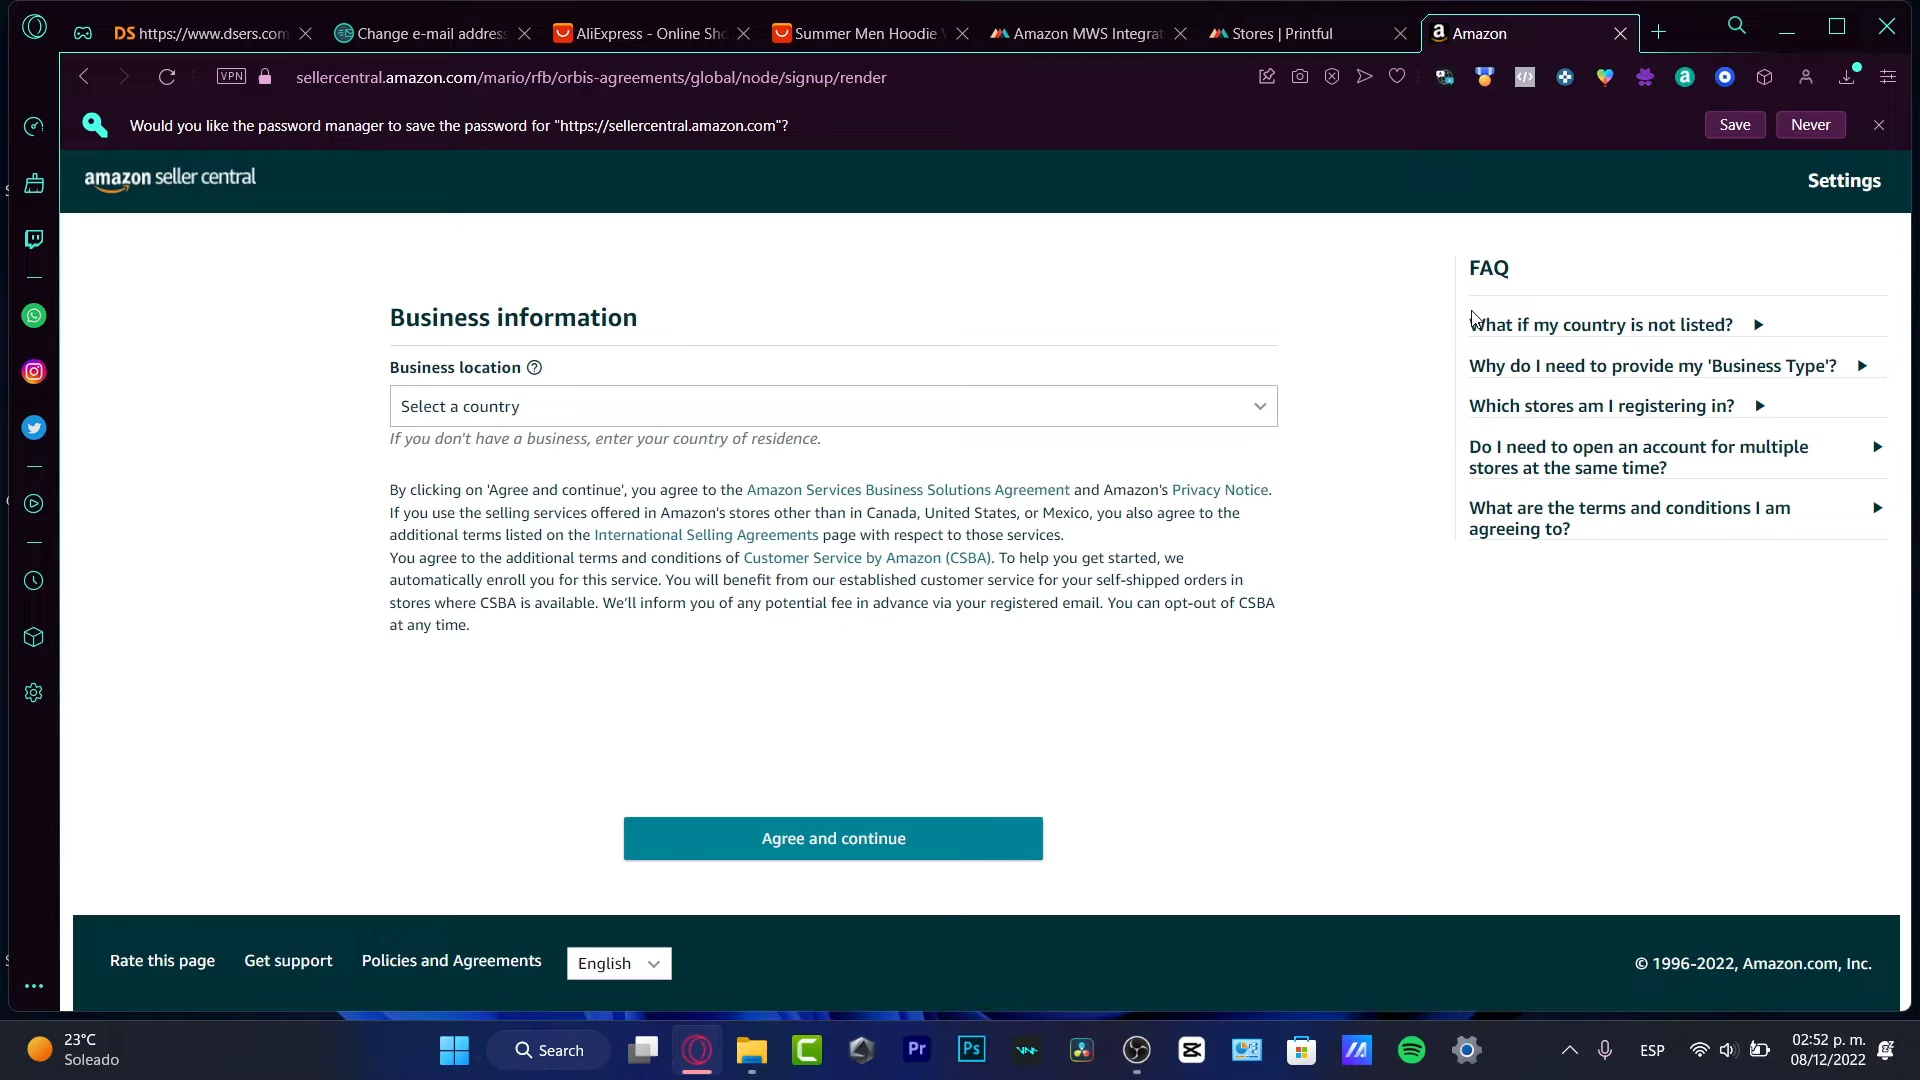 DS https://www.dsers.com
Change e-mail address
AliExpress - Online Sho
Summer Men Hoodie
Amazon MWS Integrat
Stores | Printful
Amazon
VPN
sellercentral.amazon.com/mario/rfb/orbis-agreements/global/node/signup/render
Would you like the password manager to save the password for "https://sellercentral.amazon.com"?
Save
Never
amazon seller central
Settings
Business information
Business location
Select a country
If you don't have a business, enter your country of residence.
By clicking on 'Agree and continue', you agree to the Amazon Services Business Solutions Agreement and Amazon's Privacy Notice.
If you use the selling services offered in Amazon's stores other than in Canada, United States, or Mexico, you also agree to the
additional terms listed on the International Selling Agreements page with respect to those services.
You agree to the additional terms and conditions of Customer Service by Amazon (CSBA). To help you get started, we
automatically enroll you for this service. You will benefit from our established customer service for your self-shipped orders in
stores where CSBA is available. We'll inform you of any potential fee in advance via your registered email. You can opt-out of CSBA
at any time.
Agree and continue
FAQ
What if my country is not listed?
Why do I need to provide my 'Business Type'?
Which stores am I registering in?
Do I need to open an account for multiple
stores at the same time?
What are the terms and conditions I am
agreeing to?
Rate this page
Get support
Policies and Agreements
English
© 1996-2022, Amazon.com, Inc.
23°C
Soleado
Search
Pr
Ps
ESP
02:52 p. m.
08/12/2022